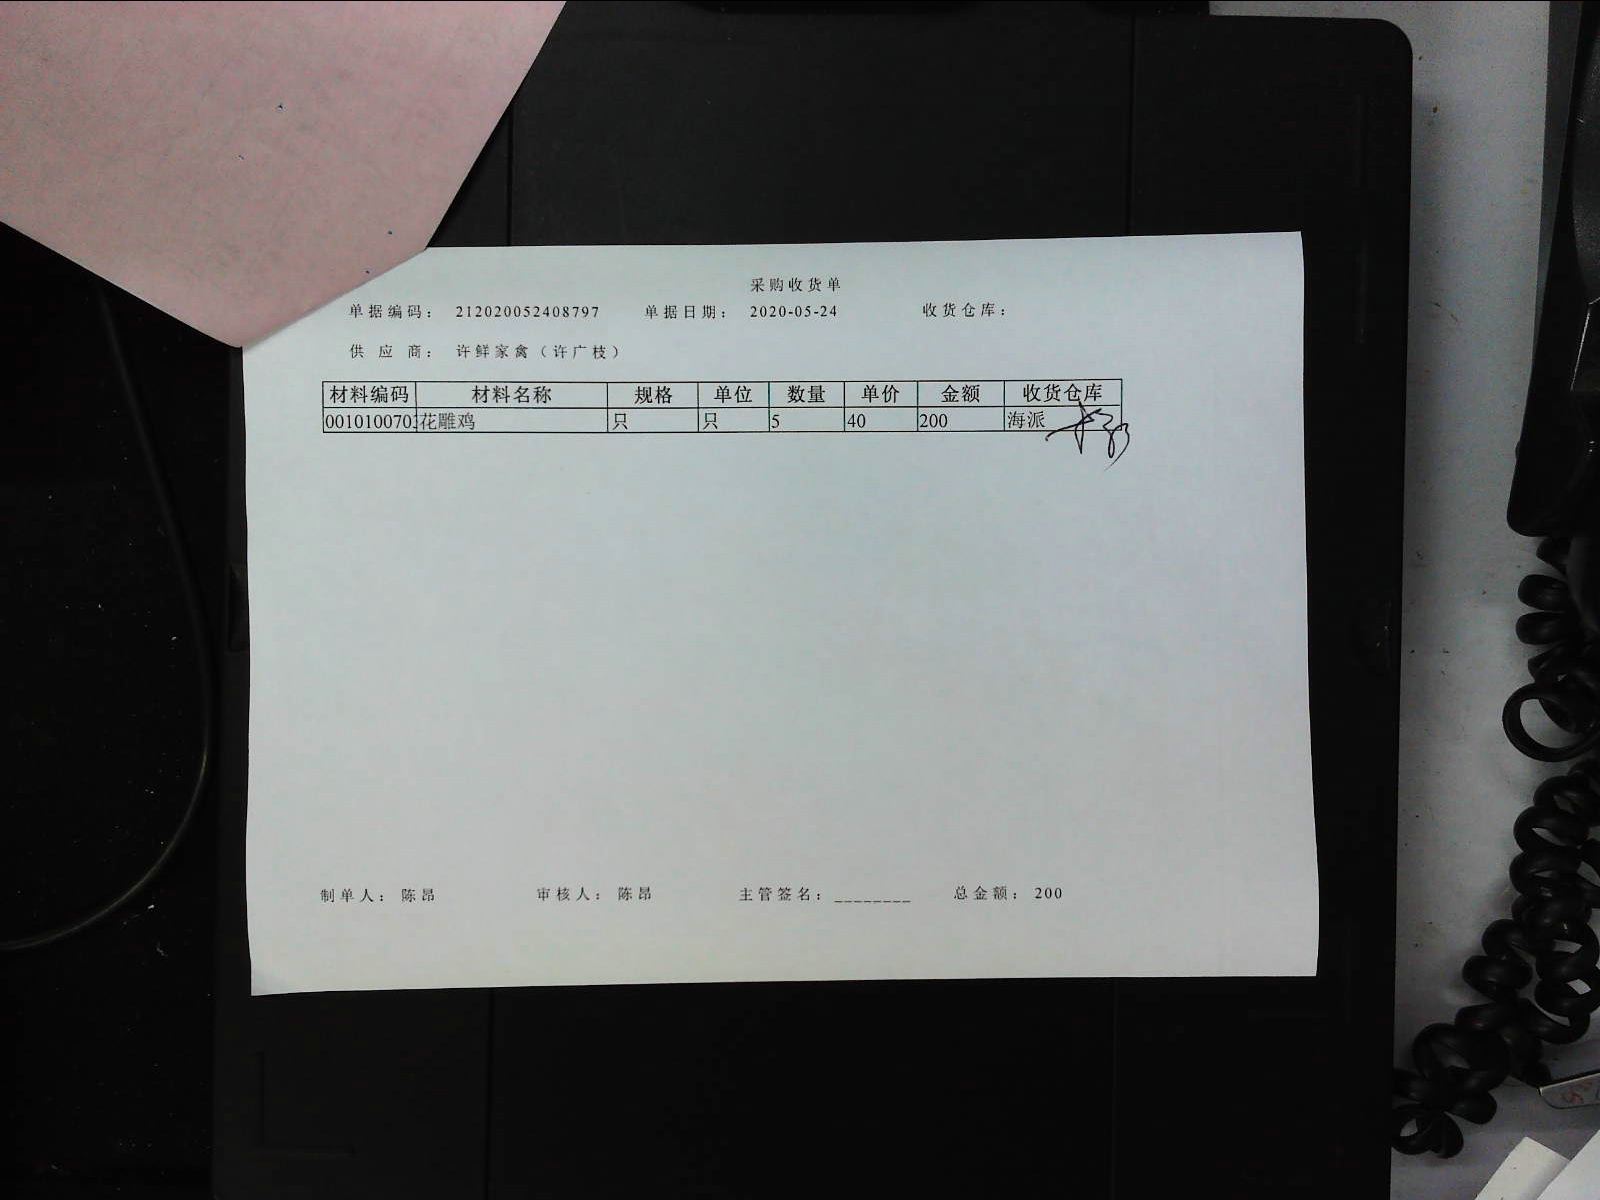 采购收货单
单据编码： 212020052408797 单据日期： 2020-05-24 收货仓库：
供 应 商： 许鲜家禽（许广枝）
材料编码 材料名称 规格 单位 数量 单价 金额 收货仓库
001010070 花雕鸡 只 只 5 40 200 海派
制单人： 陈昂 审核人： 陈昂 主管签名：________ 总金额： 200